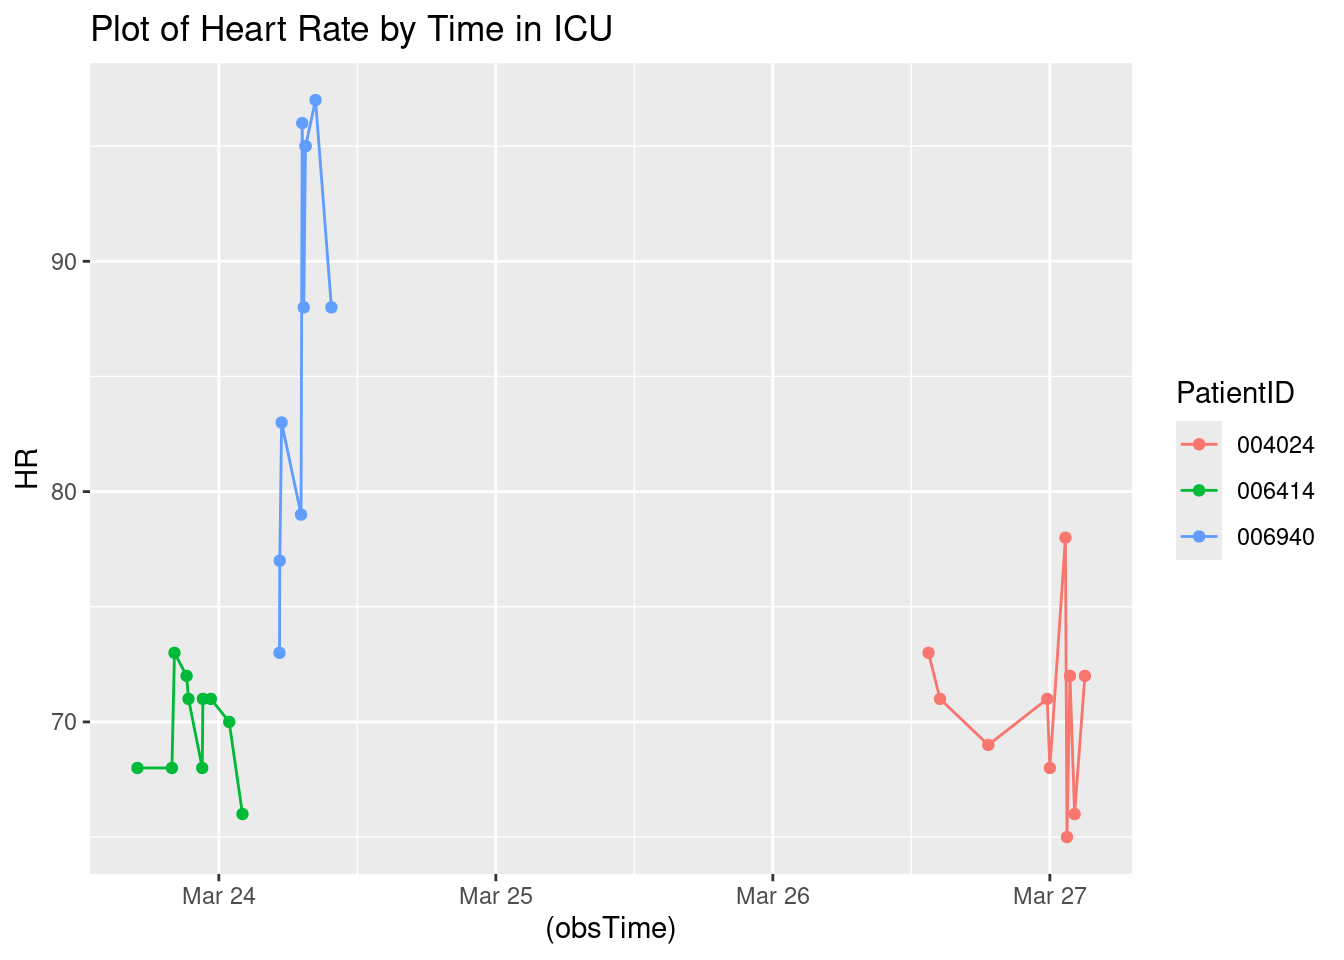 Plot of Heart Rate by Time in ICU
HR
90
80
70
Mar 24
Mar 25
Mar 26
Mar 27
(obsTime)
PatientID
004024
006414
006940